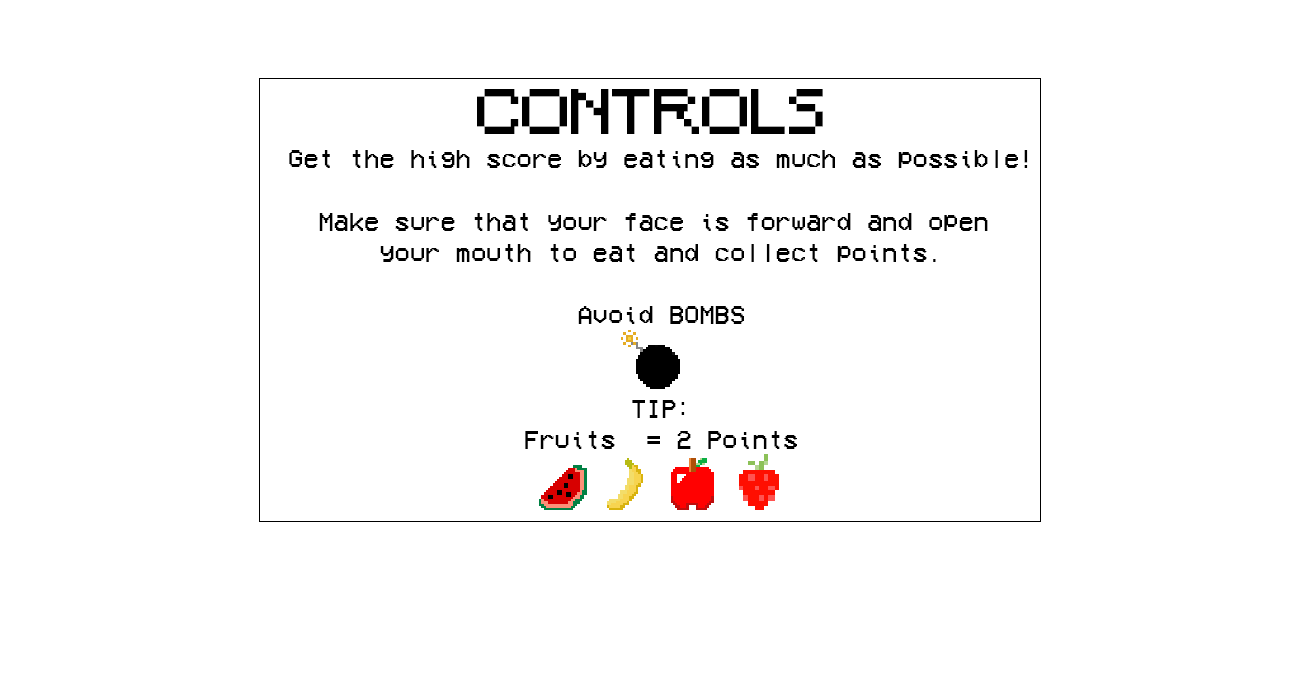 CONTROLS
Get the high score by eating as much as possible!
Make sure that your face is forward and open
your mouth to eat and collect points.
Avoid BOMBS
TIP:
Fruits = 2 Points